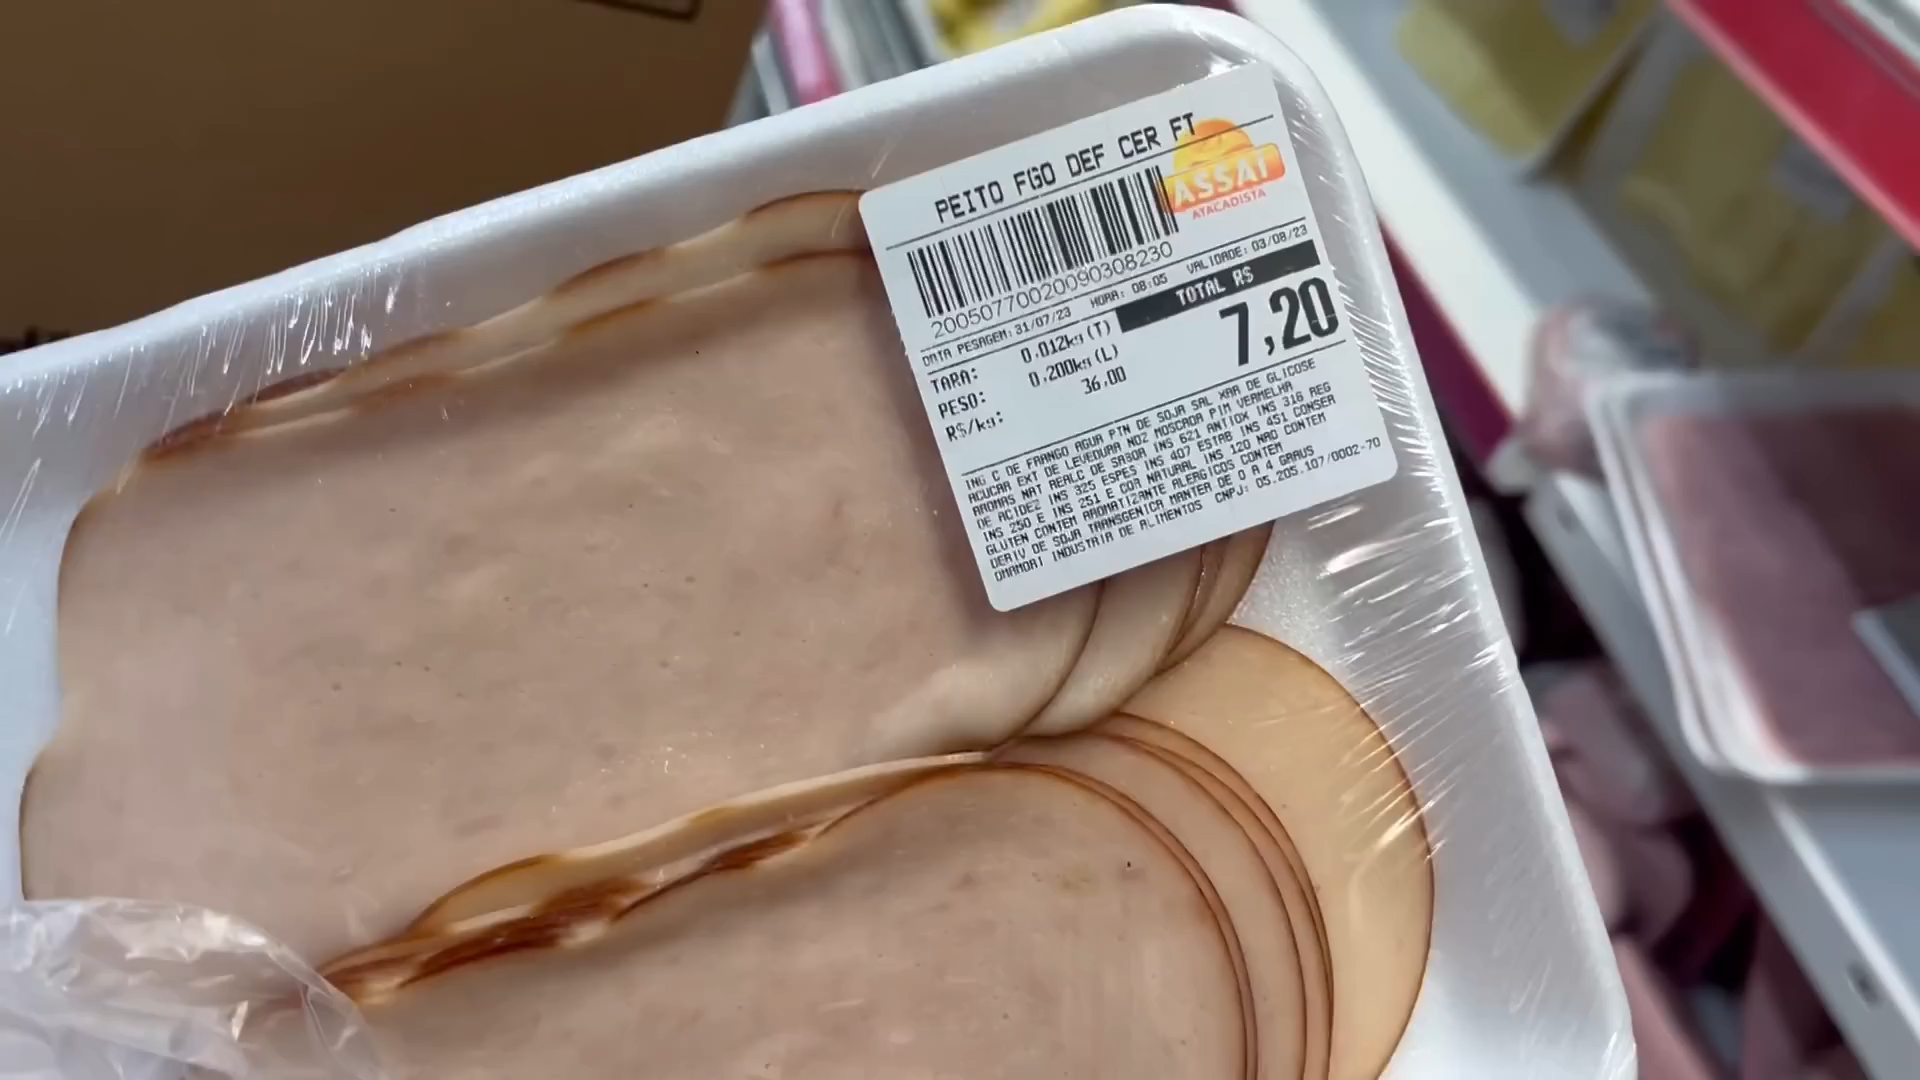 PEITO FGO DEF CER FT
ASSAÍ
ATACADISTA
2005077002009030823​0
DATA PESAGEM: 31/07/23 HORA: 08:05 VALIDADE: 03/08/23
TARA: 0,012kg (T)
PESO: 0,200kg (L)
R$/kg: 36,00
TOTAL R$
7,20
ING C DE FRANGO AGUA PTN DE SOJA SAL XAR DE GLICOSE
ACUCAR EXT DE LEVEDURA NOZ MOSCADA PIM VERMELHA
AROMAS NAT REALC DE SABOR INS 621 ANTIOX INS 316 REG
DE ACIDEZ INS 325 ESPES INS 407 ESTAB INS 451 CONSER
INS 250 E INS 251 E COR NATURAL INS 120 NAO CONTEM
GLUTEN CONTEM AROMATIZANTE ALERGICOS CONTEM
DERIV DE SOJA TRANSGENICA MANTER DE 0 A 4 GRAUS
OMAMORI INDUSTRIA DE ALIMENTOS CNPJ: 05.205.107/0002-70